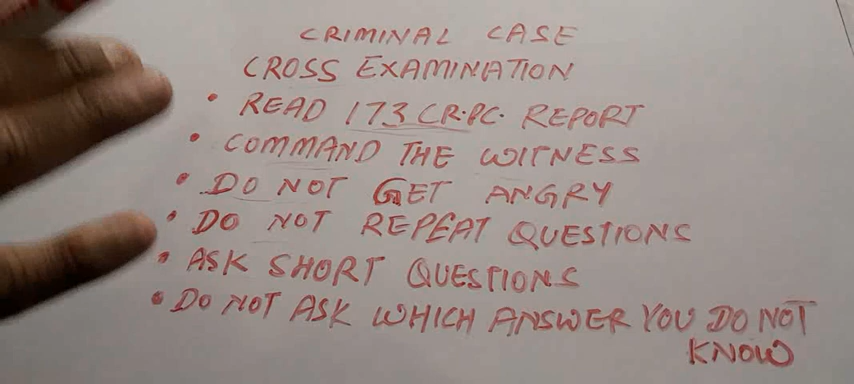 CRIMINAL CASE
CROSS EXAMINATION
• READ 173 CR.PC. REPORT
• COMMAND THE WITNESS
• DO NOT GET ANGRY
• DO NOT REPEAT QUESTIONS
• ASK SHORT QUESTIONS
• DO NOT ASK WHICH ANSWER YOU DO NOT
KNOW